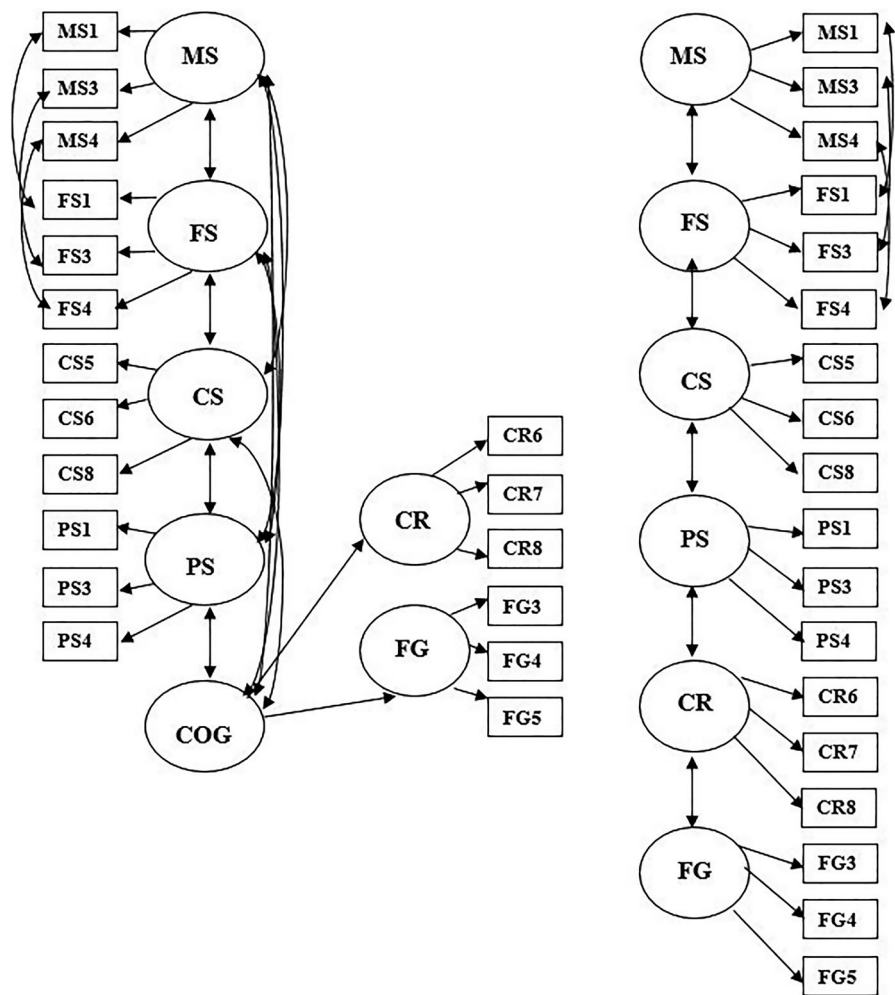 MS1
MS
MS3
MS4
FS1
FS
FS3
FS4
CS5
CS
CS6
CS8
PS1
PS
PS3
PS4
COG
CR6
CR
CR7
CR8
FG3
FG
FG4
FG5
MS
MS1
MS3
MS4
FS
FS1
FS3
FS4
CS
CS5
CS6
CS8
PS
PS1
PS3
PS4
CR
CR6
CR7
CR8
FG
FG3
FG4
FG5